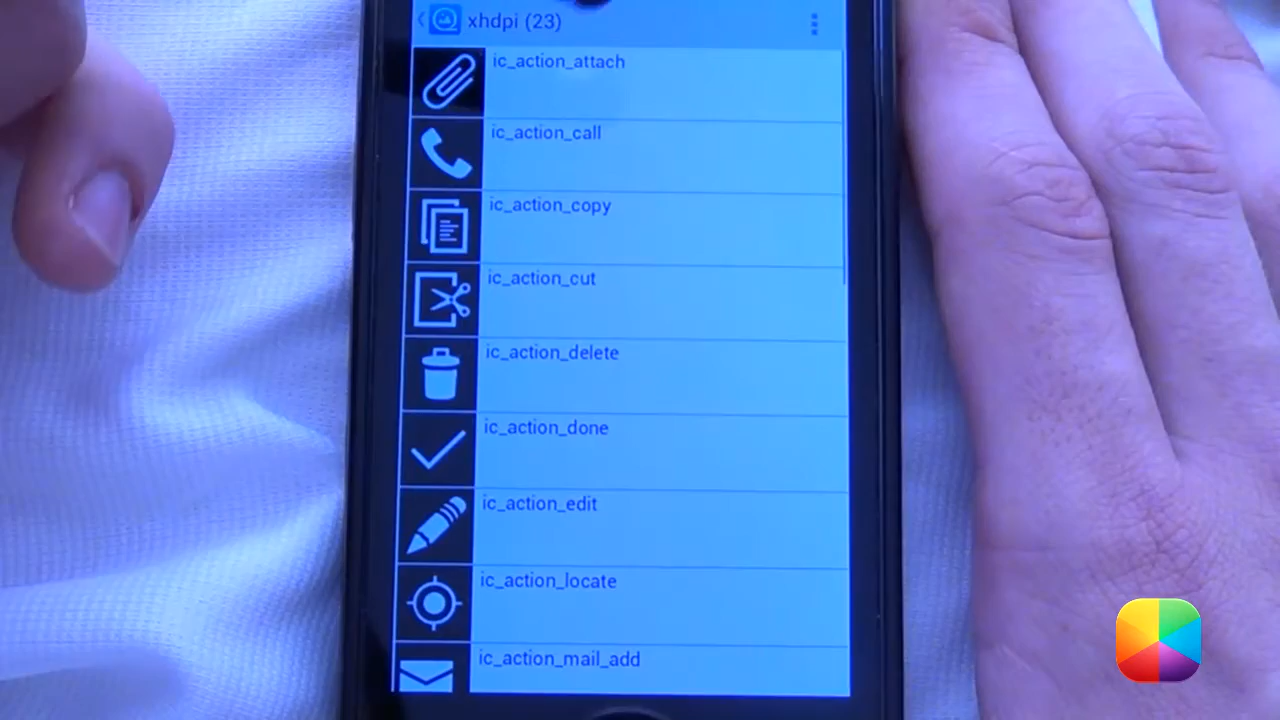 xhdpi (23)
ic_action_attach
ic_action_call
ic_action_copy
ic_action_cut
ic_action_delete
ic_action_done
ic_action_edit
ic_action_locate
ic_action_mail_add